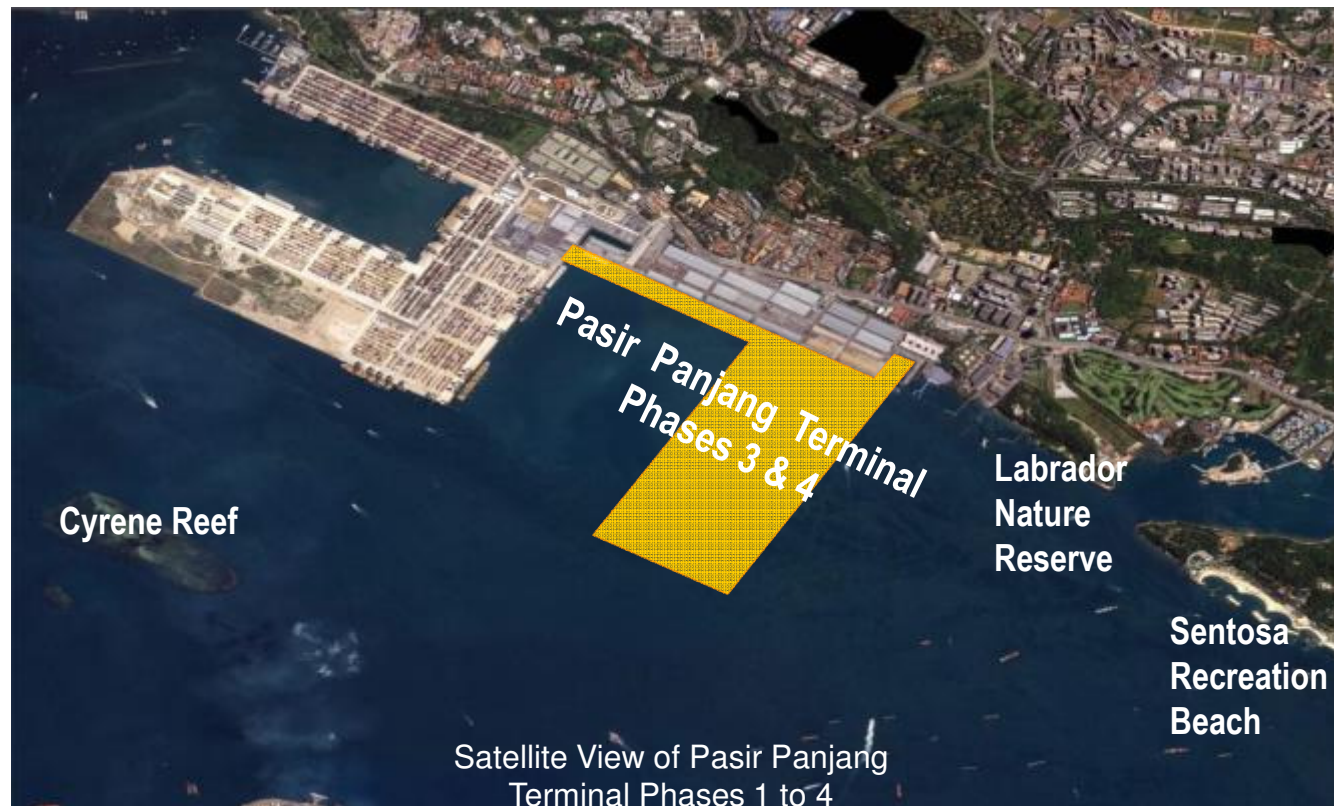 Pasir Panjang Terminal
Phases 3 & 4
Cyrene Reef
Labrador
Nature
Reserve
Sentosa
Recreation
Beach
Satellite View of Pasir Panjang
Terminal Phases 1 to 4